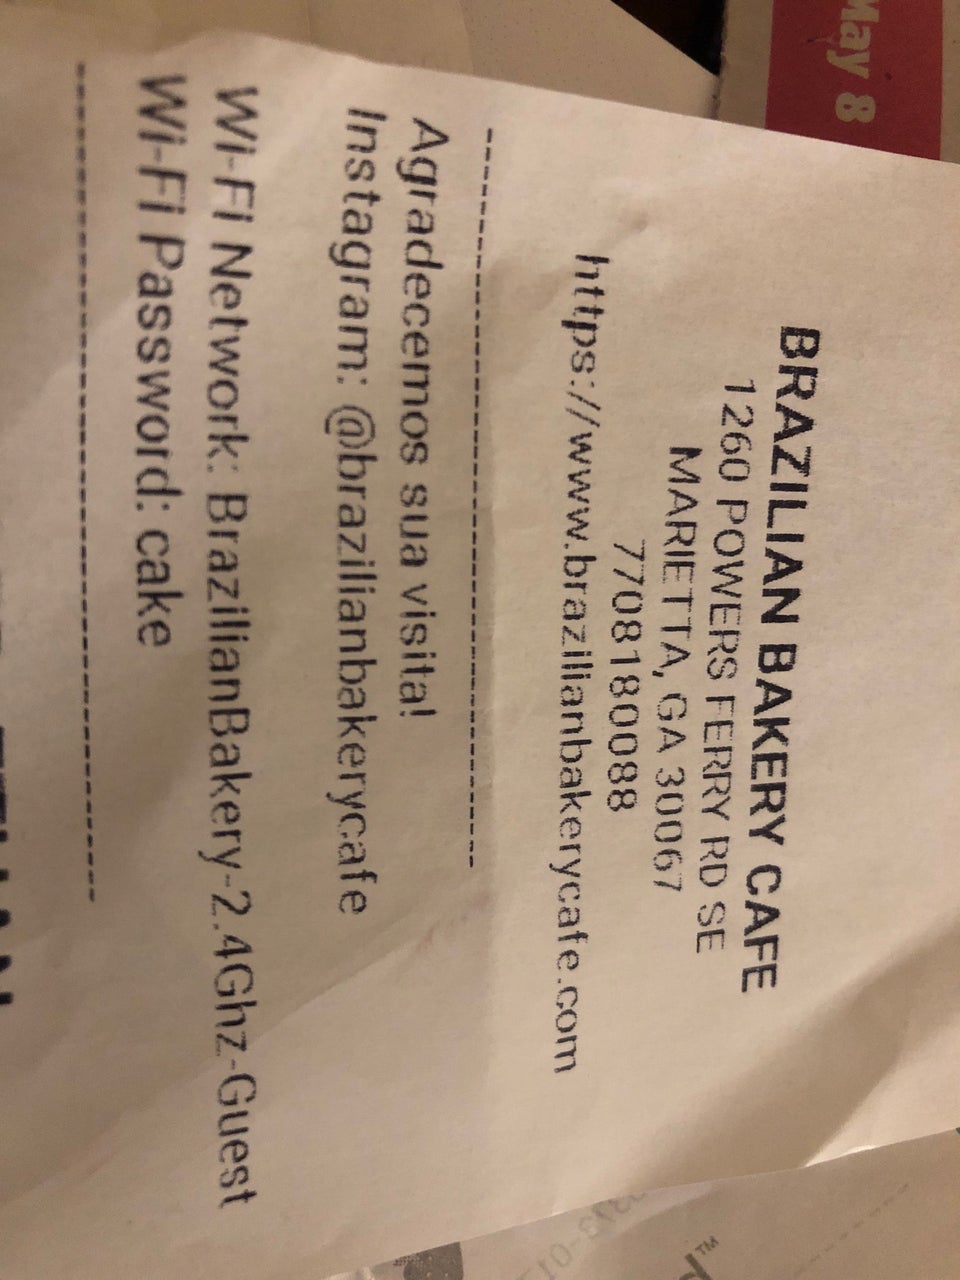 BRAZILIAN BAKERY CAFE
1260 POWERS FERRY RD SE
MARIETTA, GA 30067
7708180088
https://www.brazilianbakerycafe.com
--------------------------------------------
Agradecemos sua visita!
Instagram: @brazilianbakerycafe
Wi-Fi Network: BrazilianBakery-2.4Ghz-Guest
Wi-Fi Password: cake
--------------------------------------------
May 8